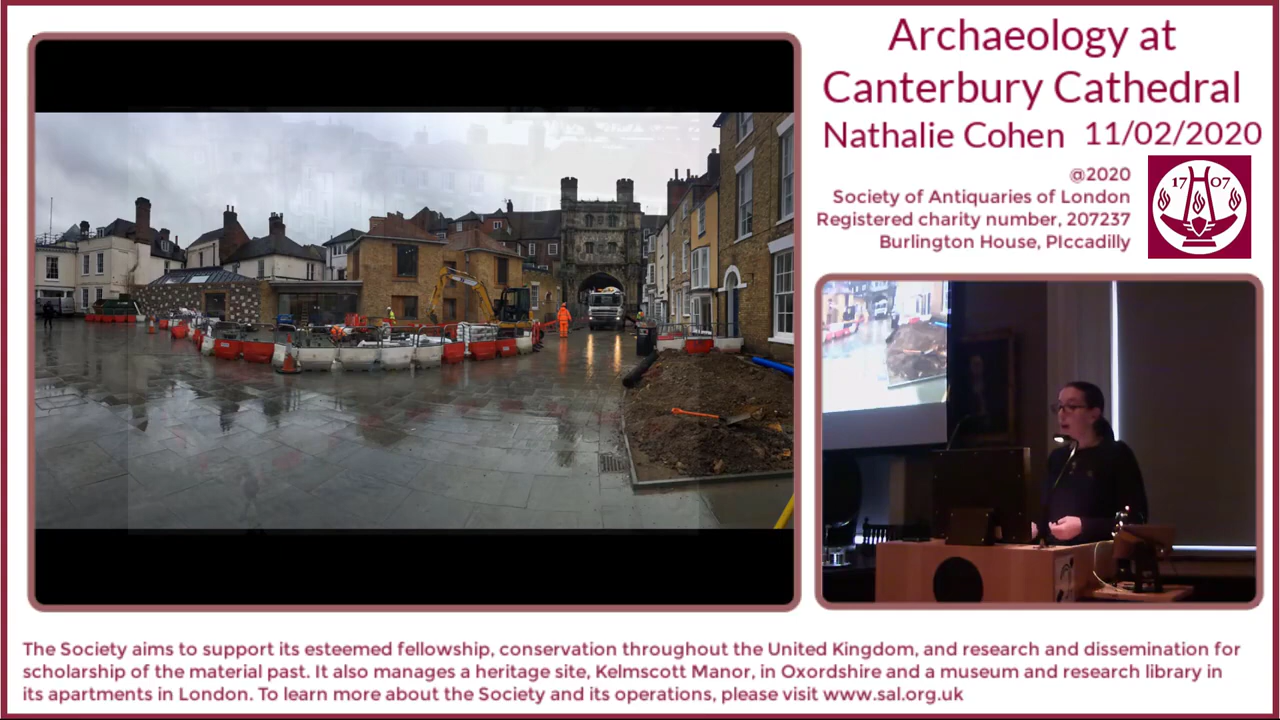 Archaeology at
Canterbury Cathedral
Nathalie Cohen 11/02/2020
@2020
Society of Antiquaries of London
Registered charity number, 207237
Burlington House, PIccadilly
17 07
The Society aims to support its esteemed fellowship, conservation throughout the United Kingdom, and research and dissemination for
scholarship of the material past. It also manages a heritage site, Kelmscott Manor, in Oxordshire and a museum and research library in
its apartments in London. To learn more about the Society and its operations, please visit www.sal.org.uk